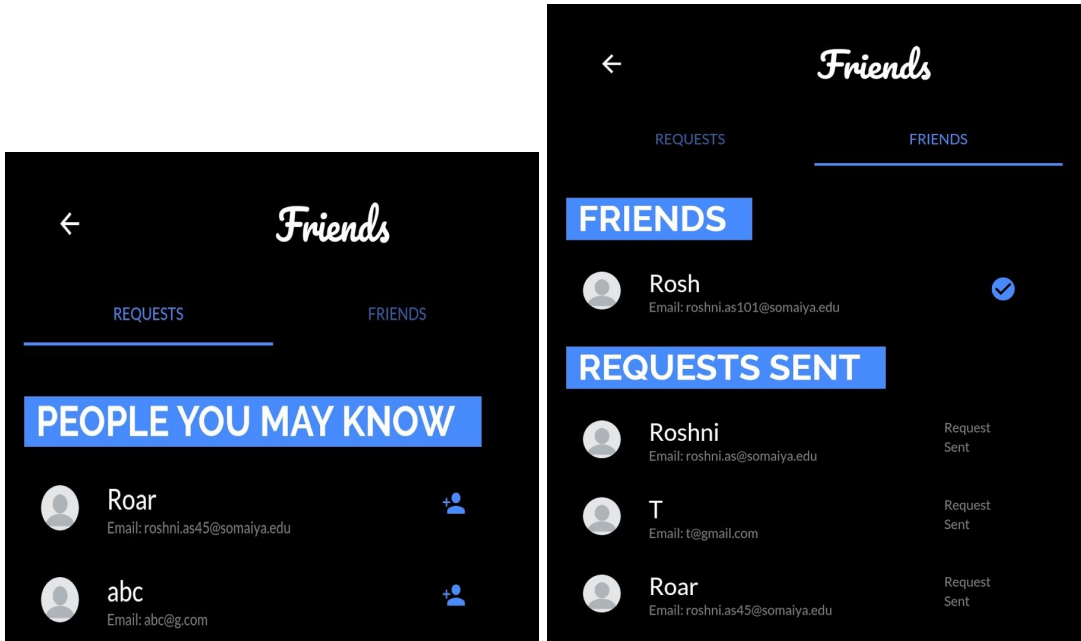 Friends
REQUESTS FRIENDS
PEOPLE YOU MAY KNOW
Roar
Email: roshni.as45@somaiya.edu
abc
Email: abc@g.com
Friends
REQUESTS FRIENDS
FRIENDS
Rosh
Email: roshni.as101@somaiya.edu
REQUESTS SENT
Roshni
Email: roshni.as@somaiya.edu
Request
Sent
T
Email: t@gmail.com
Request
Sent
Roar
Email: roshni.as45@somaiya.edu
Request
Sent